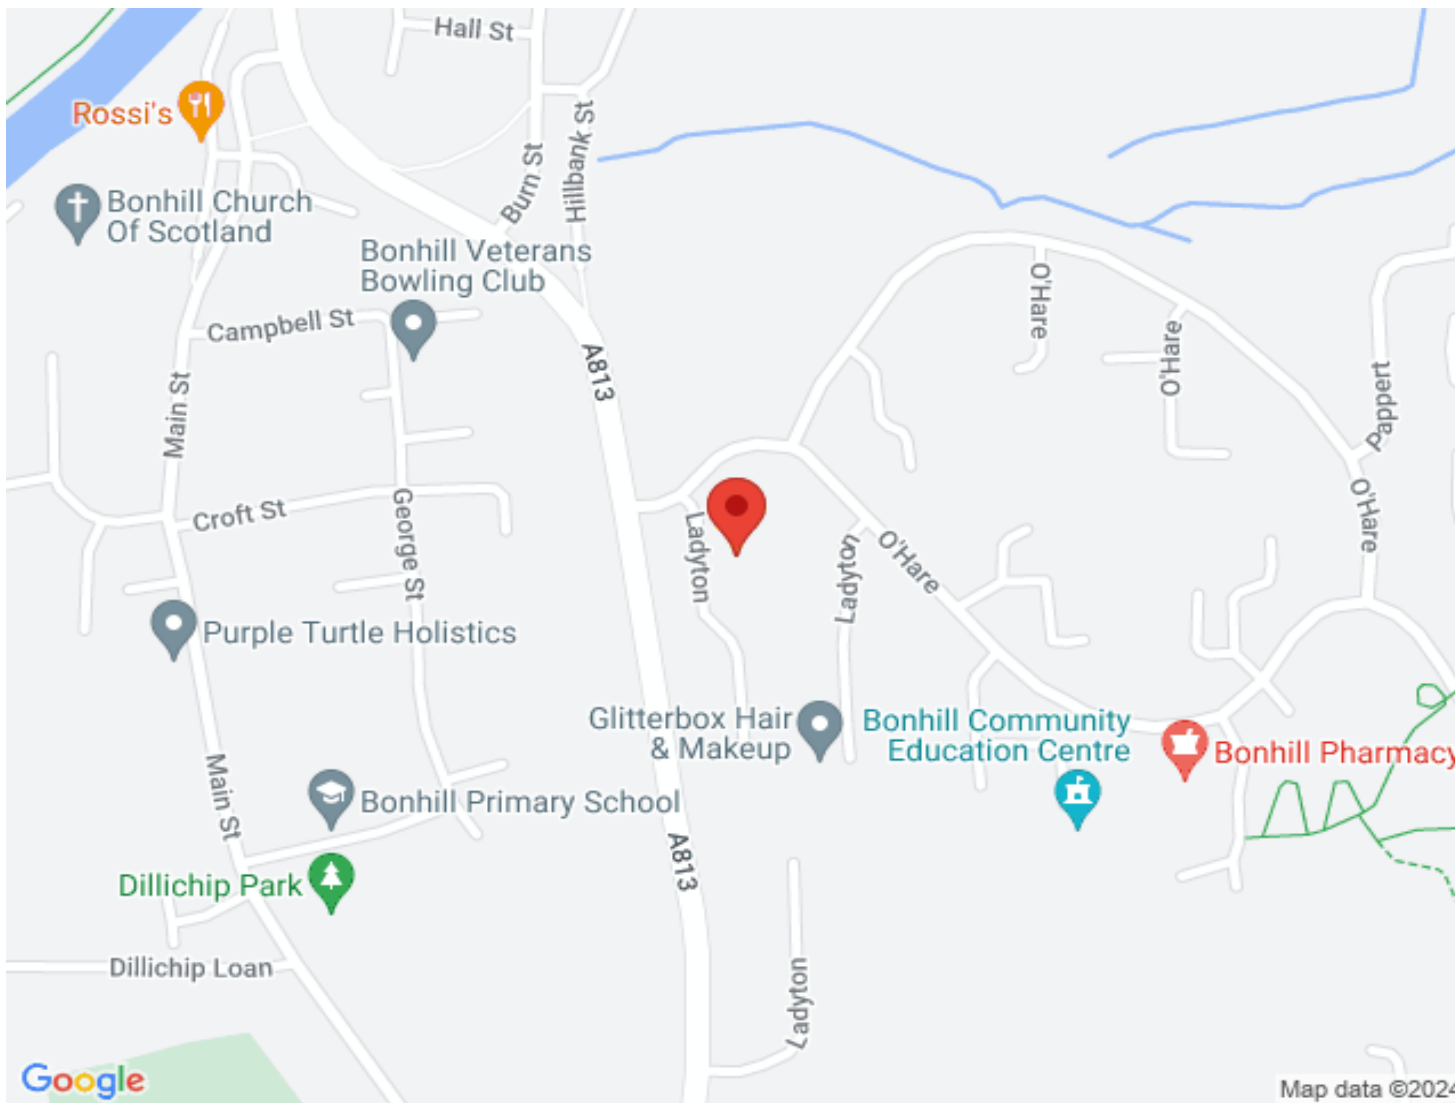 Hall St
Rossi's
Burn St
Hillbank St
Bonhill Church
Of Scotland
Bonhill Veterans
Bowling Club
Campbell St
O'Hare
O'Hare
A813
Main St
Pappert
Croft St
George St
Ladyton
Ladyton
O'Hare
O'Hare
Purple Turtle Holistics
Glitterbox Hair
& Makeup
Bonhill Community
Education Centre
Bonhill Pharmacy
Main St
Bonhill Primary School
A813
Dillichip Park
Dillichip Loan
Ladyton
Google
Map data ©2024